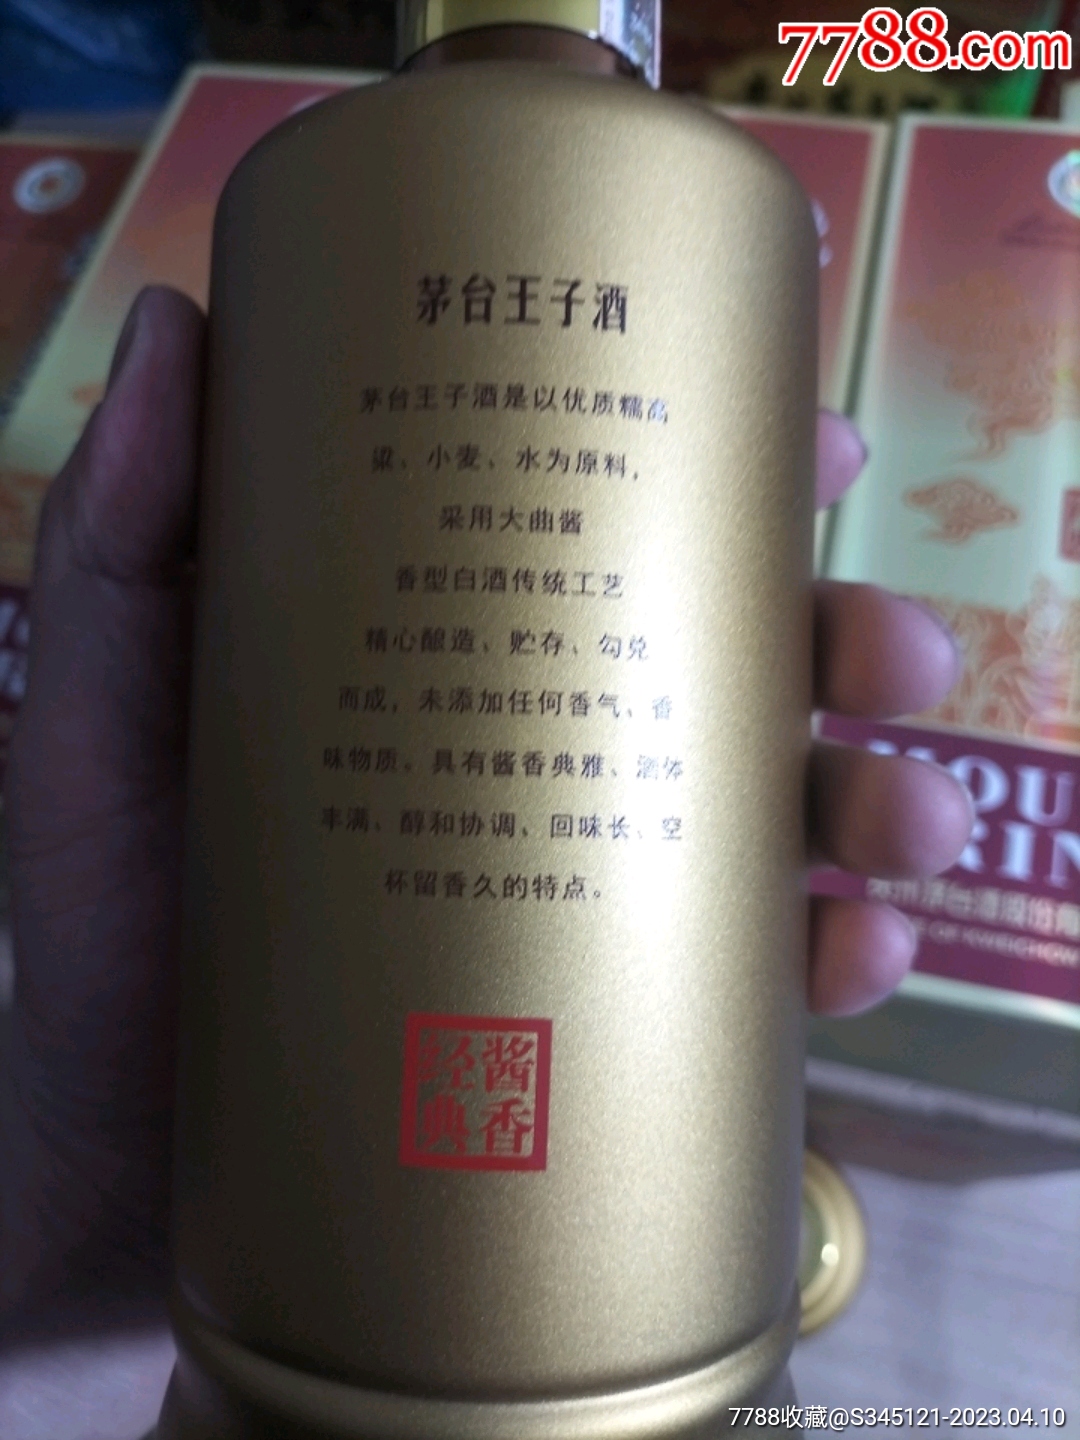 7788.com
茅台王子酒
茅台王子酒是以优质糯高
粱、小麦、水为原料，
采用大曲酱
香型白酒传统工艺
精心酿造、贮存、勾兑
而成，未添加任何香气、香
味物质。具有酱香典雅、酒体
丰满、醇和协调、回味长、空
杯留香久的特点。
酱香
经典
MOU
RIN
OF KWEICHOW
7788收藏@S345121-2023.04.10